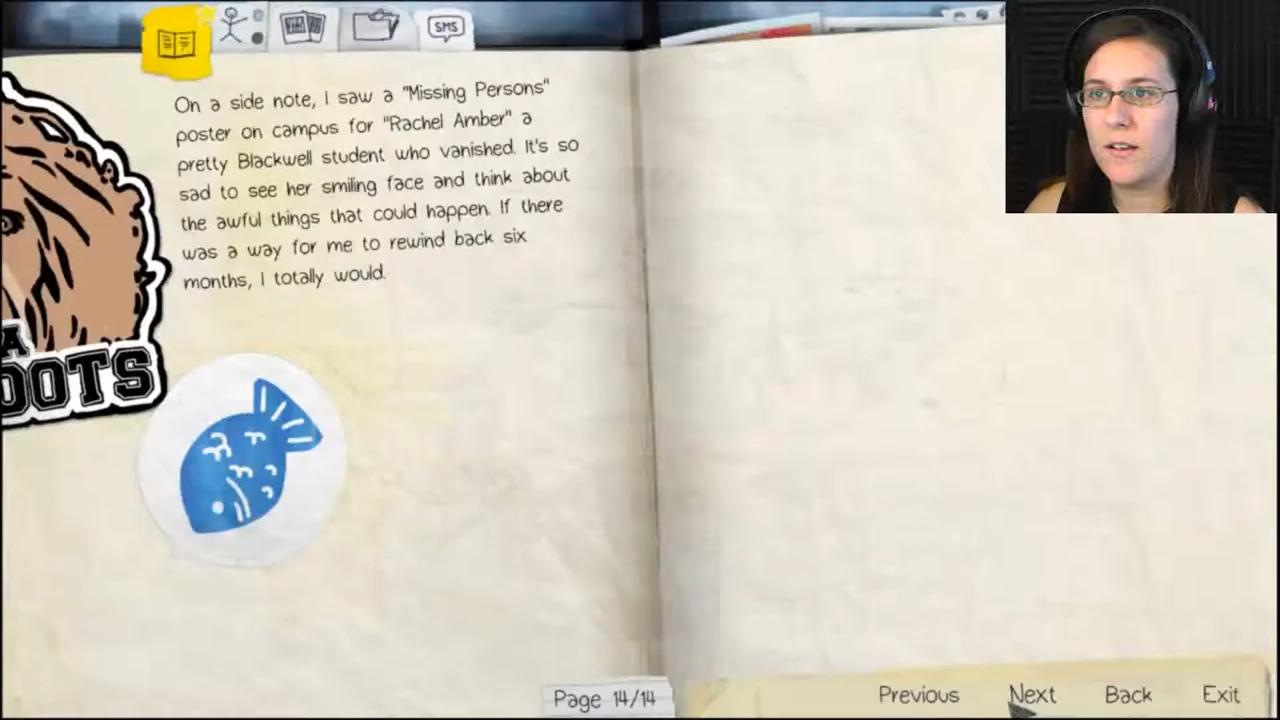 SMS
On a side note, I saw a "Missing Persons"
poster on campus for "Rachel Amber" a
pretty Blackwell student who vanished. It's so
sad to see her smiling face and think about
the awful things that could happen. If there
was a way for me to rewind back six
months, I totally would.
A
OOTS
Page 14/14
Previous Next Back Exit